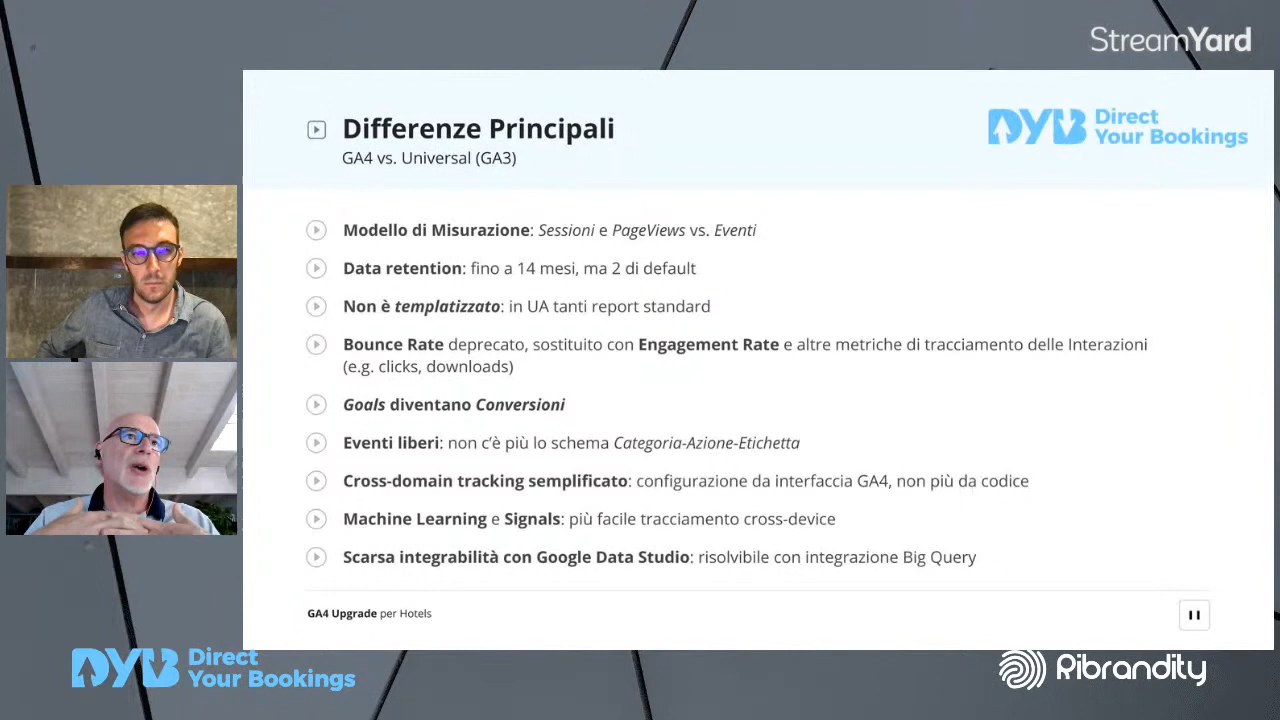 StreamYard
Differenze Principali
GA4 vs. Universal (GA3)
DYB Direct
Your Bookings
Modello di Misurazione: Sessioni e PageViews vs. Eventi
Data retention: fino a 14 mesi, ma 2 di default
Non è templatizzato: in UA tanti report standard
Bounce Rate deprecato, sostituito con Engagement Rate e altre metriche di tracciamento delle Interazioni
(e.g. clicks, downloads)
Goals diventano Conversioni
Eventi liberi: non c’è più lo schema Categoria-Azione-Etichetta
Cross-domain tracking semplificato: configurazione da interfaccia GA4, non più da codice
Machine Learning e Signals: più facile tracciamento cross-device
Scarsa integrabilità con Google Data Studio: risolvibile con integrazione Big Query
GA4 Upgrade per Hotels
DYB Direct
Your Bookings
Ribrandity